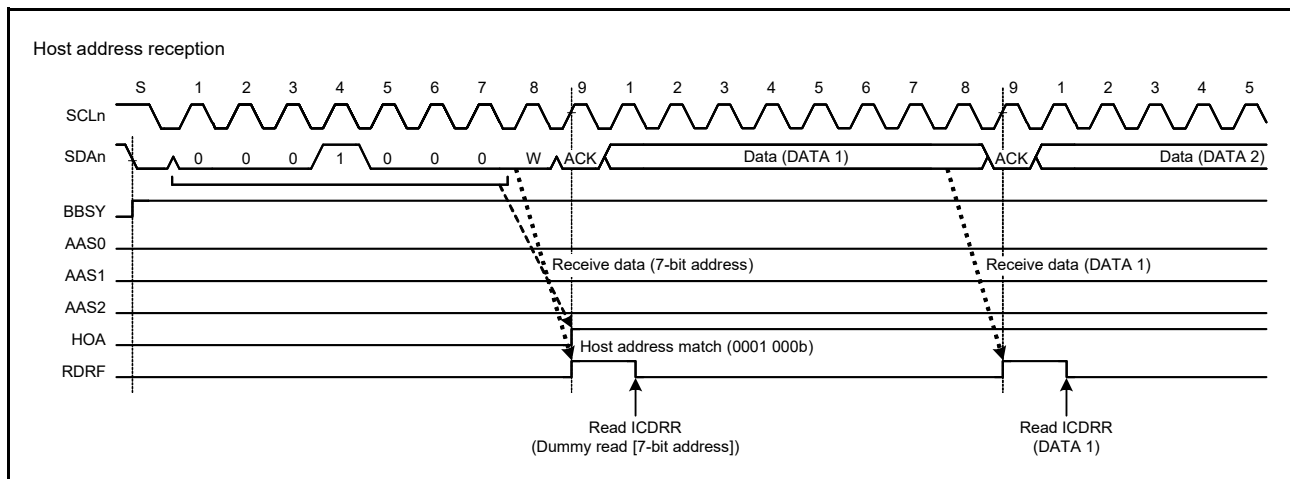 Host address reception
S 1 2 3 4 5 6 7 8 9 1 2 3 4 5 6 7 8 9 1 2 3 4 5
SCLn
SDAn 0 0 0 1 0 0 0 W ACK Data (DATA 1) ACK Data (DATA 2)
BBSY
AAS0
AAS1 Receive data (7-bit address) Receive data (DATA 1)
AAS2
HOA Host address match (0001 000b)
RDRF
Read ICDRR Read ICDRR
(Dummy read [7-bit address]) (DATA 1)